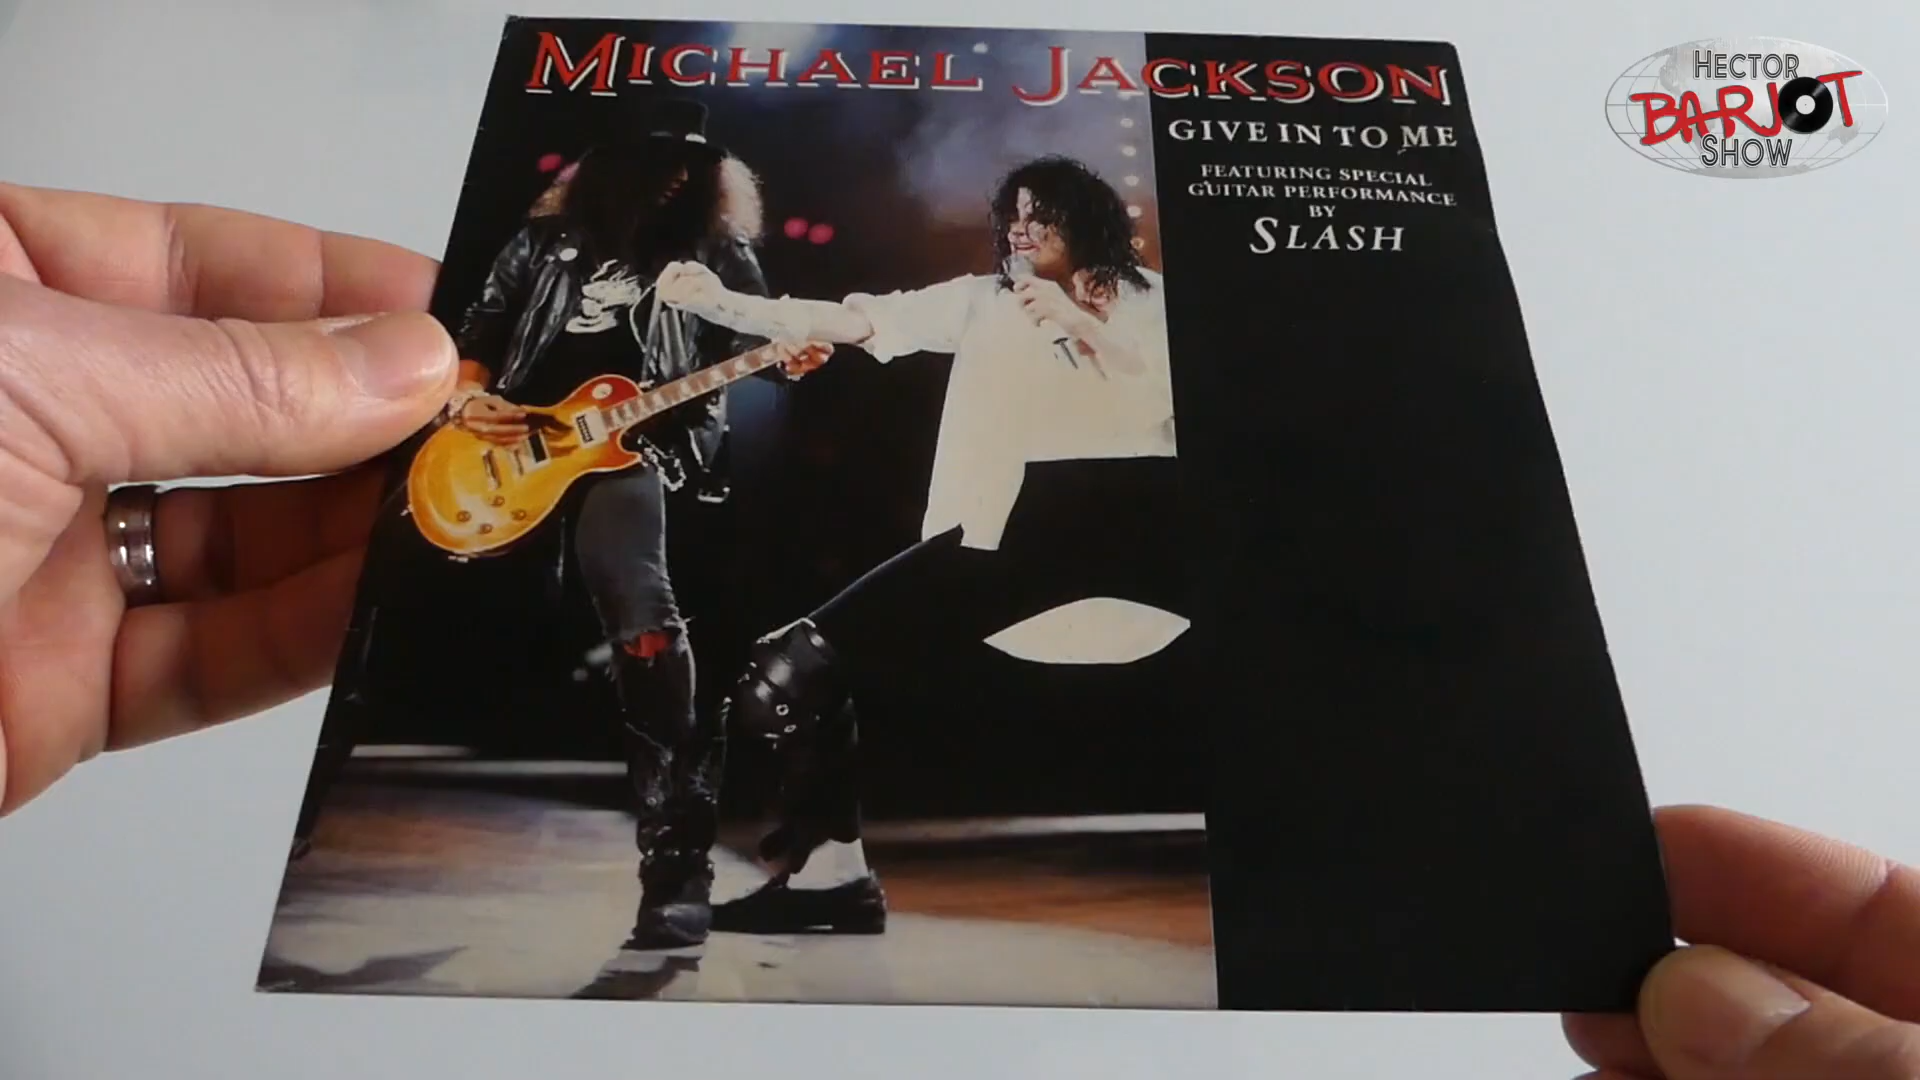 MICHAEL JACKSON
GIVE IN TO ME
FEATURING SPECIAL
GUITAR PERFORMANCE
BY
SLASH
HECTOR
BARJOT
SHOW